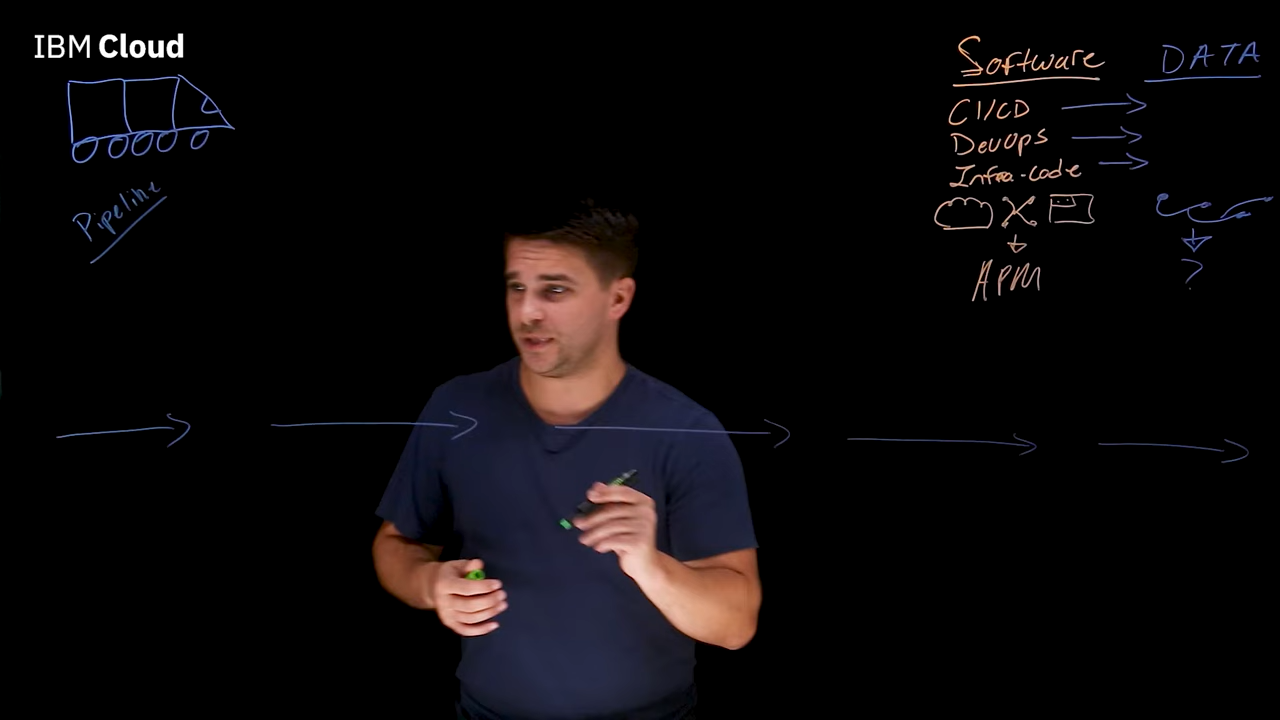 IBM Cloud
Pipeline
Software
CI/CD
DevOps
Infra-code
APM
DATA
?